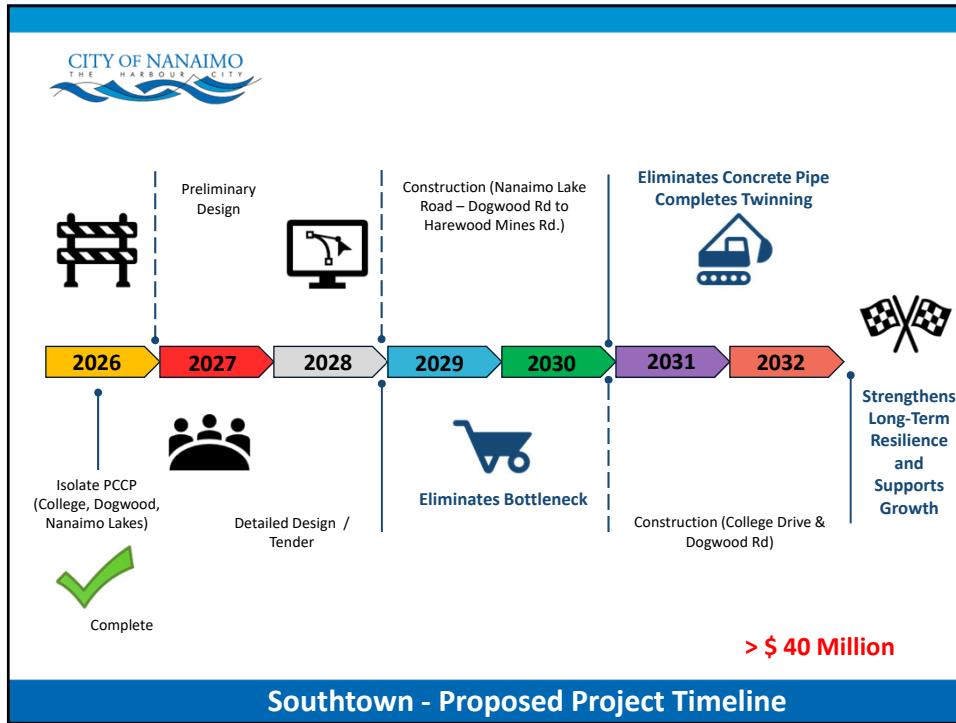 CITY OF NANAIMO
THE HARBOUR CITY
Preliminary
Design
Construction (Nanaimo Lake
Road – Dogwood Rd to
Harewood Mines Rd.)
Eliminates Concrete Pipe
Completes Twinning
2026
2027
2028
2029
2030
2031
2032
Isolate PCCP
(College, Dogwood,
Nanaimo Lakes)
Complete
Detailed Design /
Tender
Eliminates Bottleneck
Construction (College Drive &
Dogwood Rd)
Strengthens
Long-Term
Resilience
and
Supports
Growth
> $ 40 Million
Southtown - Proposed Project Timeline